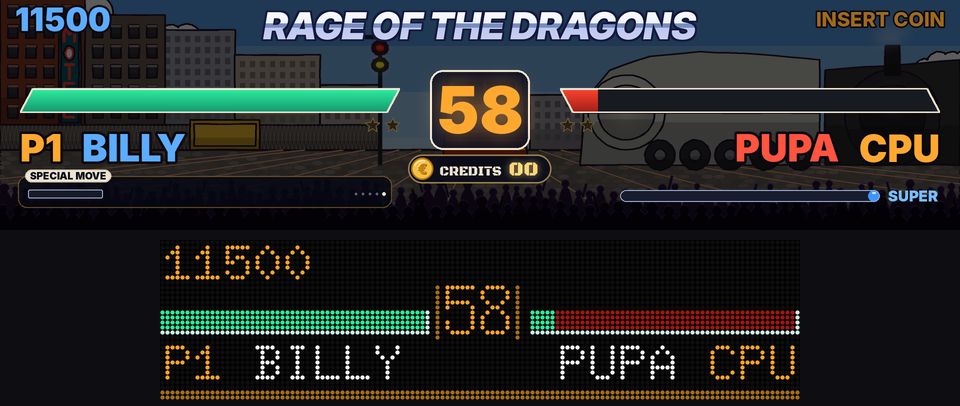 11500
RAGE OF THE DRAGONS
INSERT COIN
58
P1 BILLY
PUPA CPU
CREDITS 00
SPECIAL MOVE
SUPER
11500
58
P1 BILLY
PUPA CPU